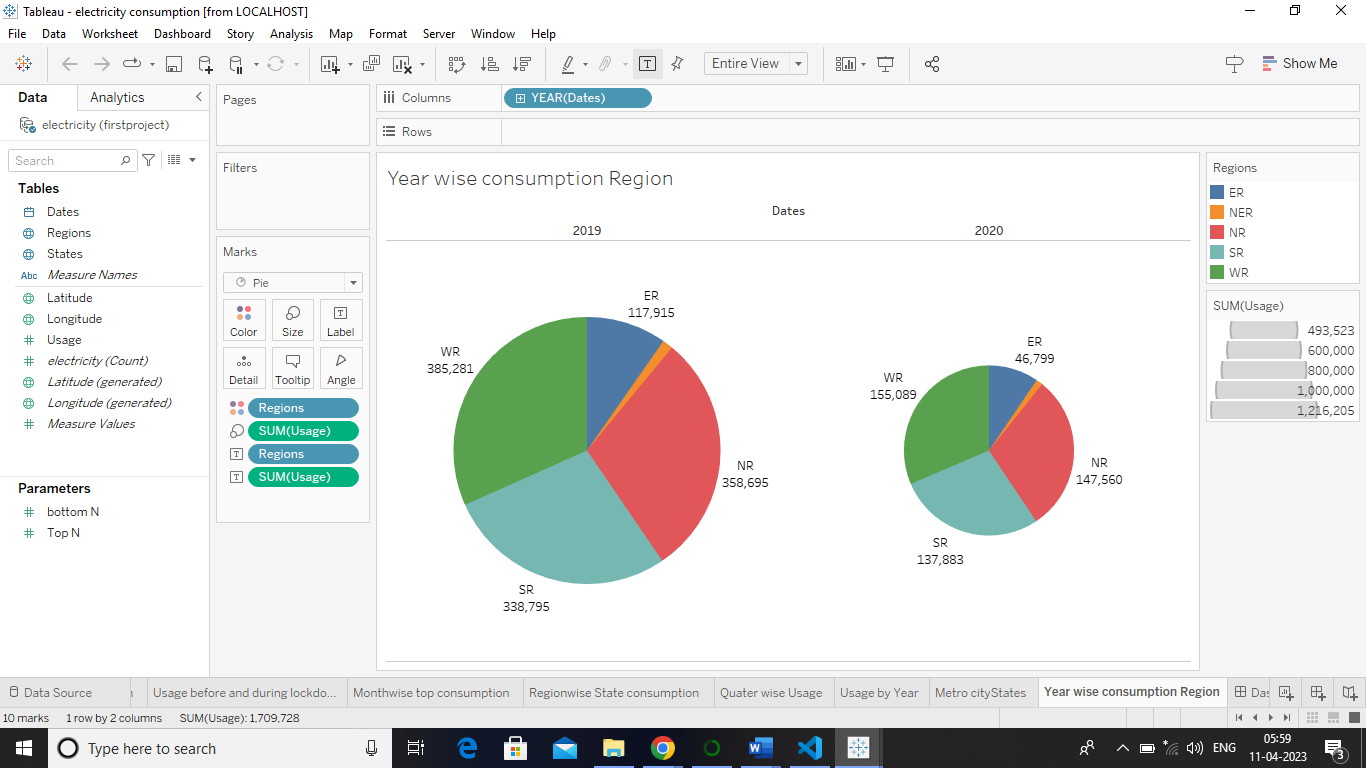 Tableau - electricity consumption [from LOCALHOST]
File Data Worksheet Dashboard Story Analysis Map Format Server Window Help
Entire View
Show Me
Data Analytics
electricity (firstproject)
Search
Tables
Dates
Regions
States
Abc Measure Names
Latitude
Longitude
Usage
electricity (Count)
Latitude (generated)
Longitude (generated)
Measure Values
Parameters
bottom N
Top N
Pages
Filters
Marks
Pie
Color Size Label
Detail Tooltip Angle
Regions
SUM(Usage)
Regions
SUM(Usage)
Columns YEAR(Dates)
Rows
Year wise consumption Region
Dates
2019 2020
ER
117,915
WR
385,281
NR
358,695
SR
338,795
ER
46,799
WR
155,089
NR
147,560
SR
137,883
Regions
ER
NER
NR
SR
WR
SUM(Usage)
493,523
600,000
800,000
1,000,000
1,216,205
Data Source Usage before and during lockdo... Monthwise top consumption Regionwise State consumption Quater wise Usage Usage by Year Metro cityStates Year wise consumption Region Das
10 marks 1 row by 2 columns SUM(Usage): 1,709,728
Type here to search
ENG
05:59
11-04-2023
3